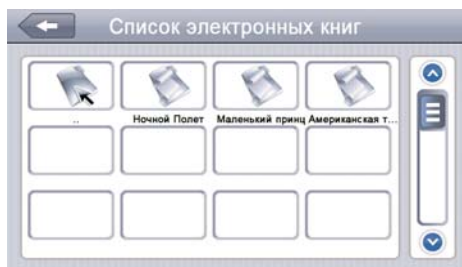 Список электронных книг
.. Ночной Полет Маленький принц Американская т...